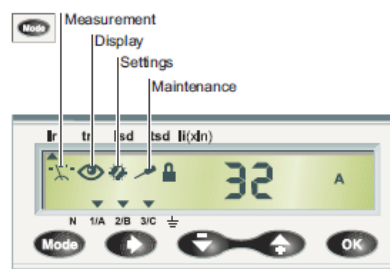 Mode
Measurement
Display
Settings
Maintenance
Ir tr Isd tsd Ii(xIn)
32 A
N 1/A 2/B 3/C
Mode OK